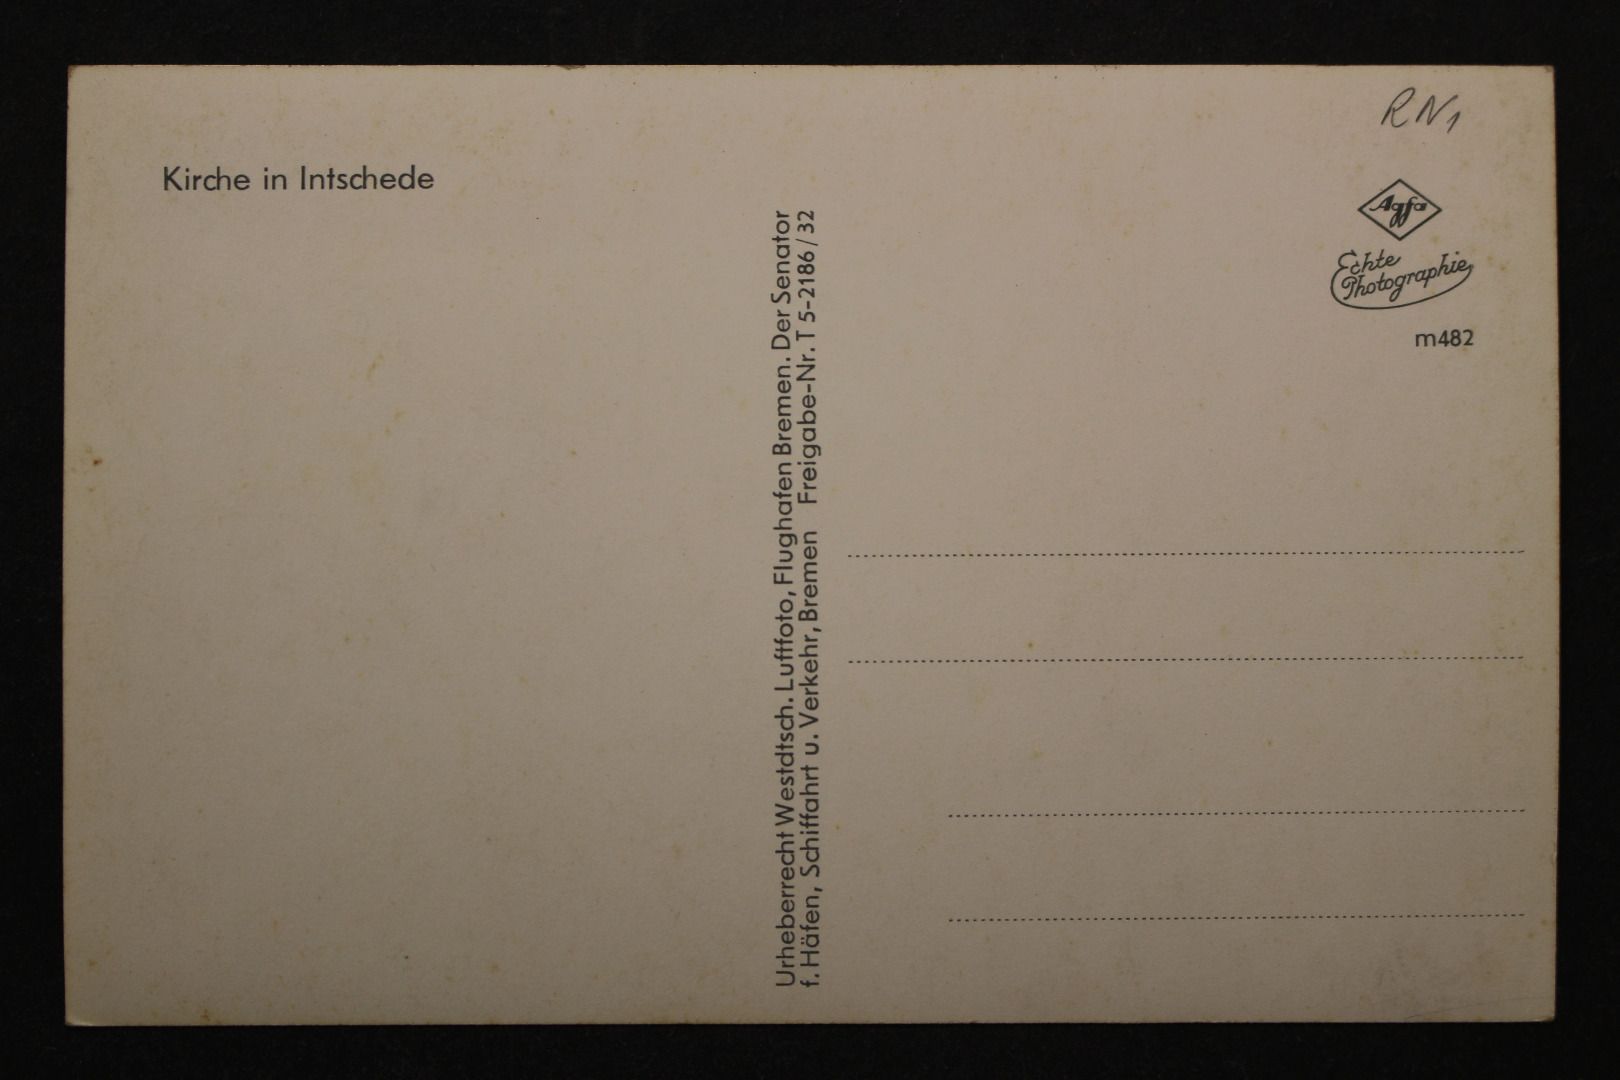 RN1
Kirche in Intschede
Agfa
Echte
Photographie
m482
Urheberrecht Westdtsch. Luftfoto, Flughafen Bremen. Der Senator
f. Häfen, Schiffahrt u. Verkehr, Bremen Freigabe-Nr. T 5-2186/32